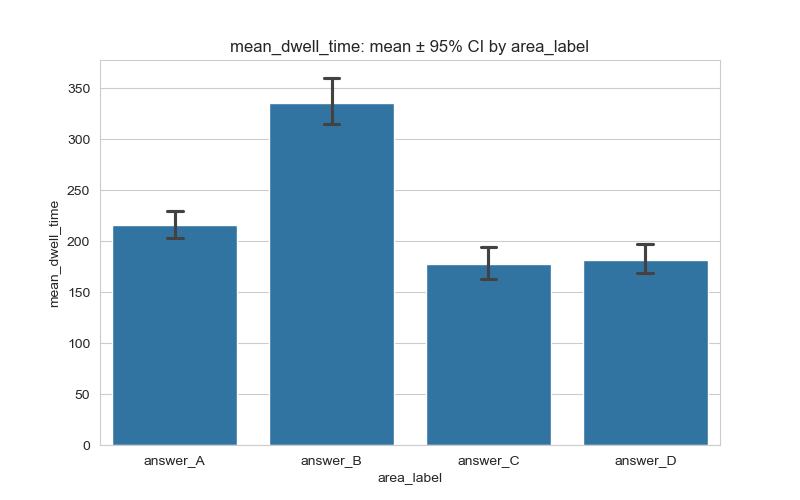 mean_dwell_time: mean ± 95% CI by area_label
mean_dwell_time
350
300
250
200
150
100
50
0
answer_A
answer_B
answer_C
answer_D
area_label